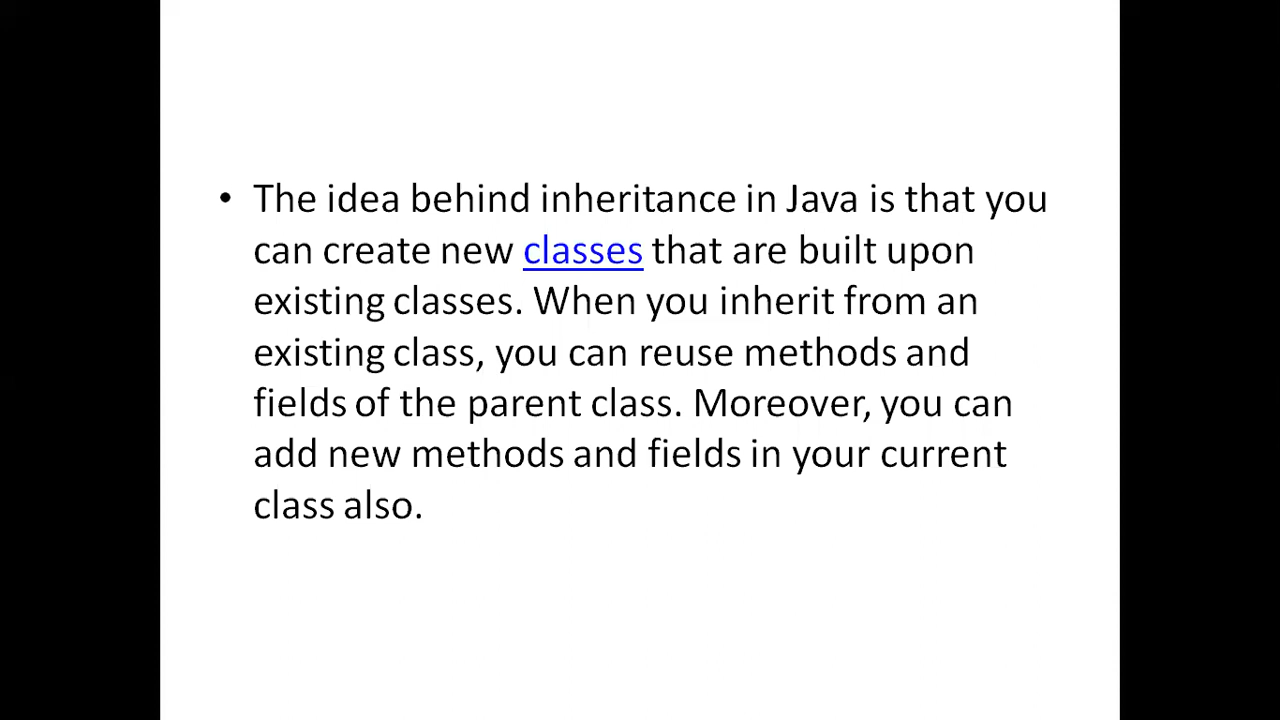 • The idea behind inheritance in Java is that you
can create new classes that are built upon
existing classes. When you inherit from an
existing class, you can reuse methods and
fields of the parent class. Moreover, you can
add new methods and fields in your current
class also.